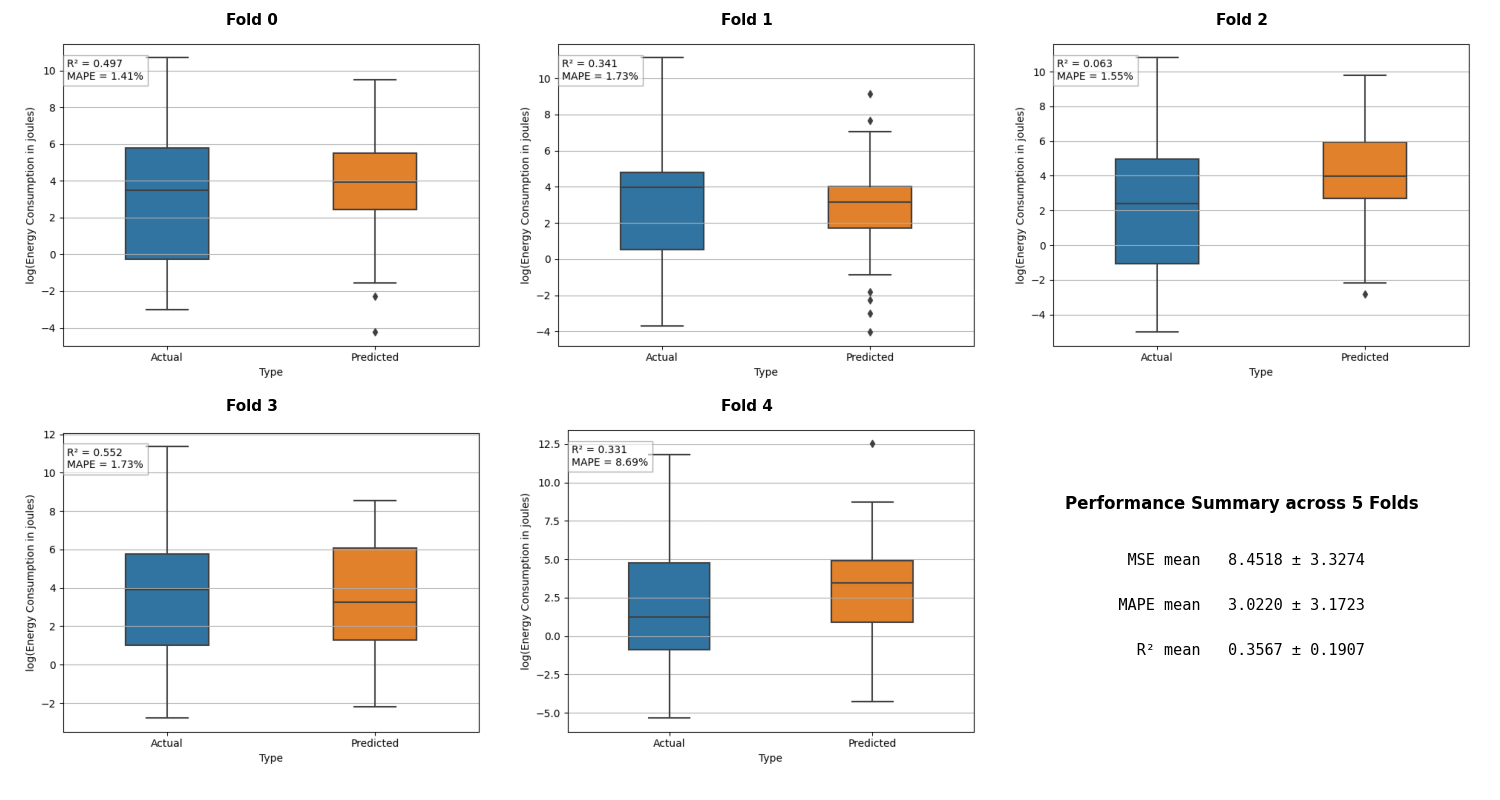 Fold 0
R² = 0.497
MAPE = 1.41%
log(Energy Consumption in joules)
10
8
6
4
2
0
−2
−4
Actual
Predicted
Type
Fold 1
R² = 0.341
MAPE = 1.73%
log(Energy Consumption in joules)
10
8
6
4
2
0
−2
−4
Actual
Predicted
Type
Fold 2
R² = 0.063
MAPE = 1.55%
log(Energy Consumption in joules)
10
8
6
4
2
0
−2
−4
Actual
Predicted
Type
Fold 3
R² = 0.552
MAPE = 1.73%
log(Energy Consumption in joules)
12
10
8
6
4
2
0
−2
Actual
Predicted
Type
Fold 4
R² = 0.331
MAPE = 8.69%
log(Energy Consumption in joules)
12.5
10.0
7.5
5.0
2.5
0.0
−2.5
−5.0
Actual
Predicted
Type
Performance Summary across 5 Folds
MSE mean 8.4518 ± 3.3274
MAPE mean 3.0220 ± 3.1723
R² mean 0.3567 ± 0.1907